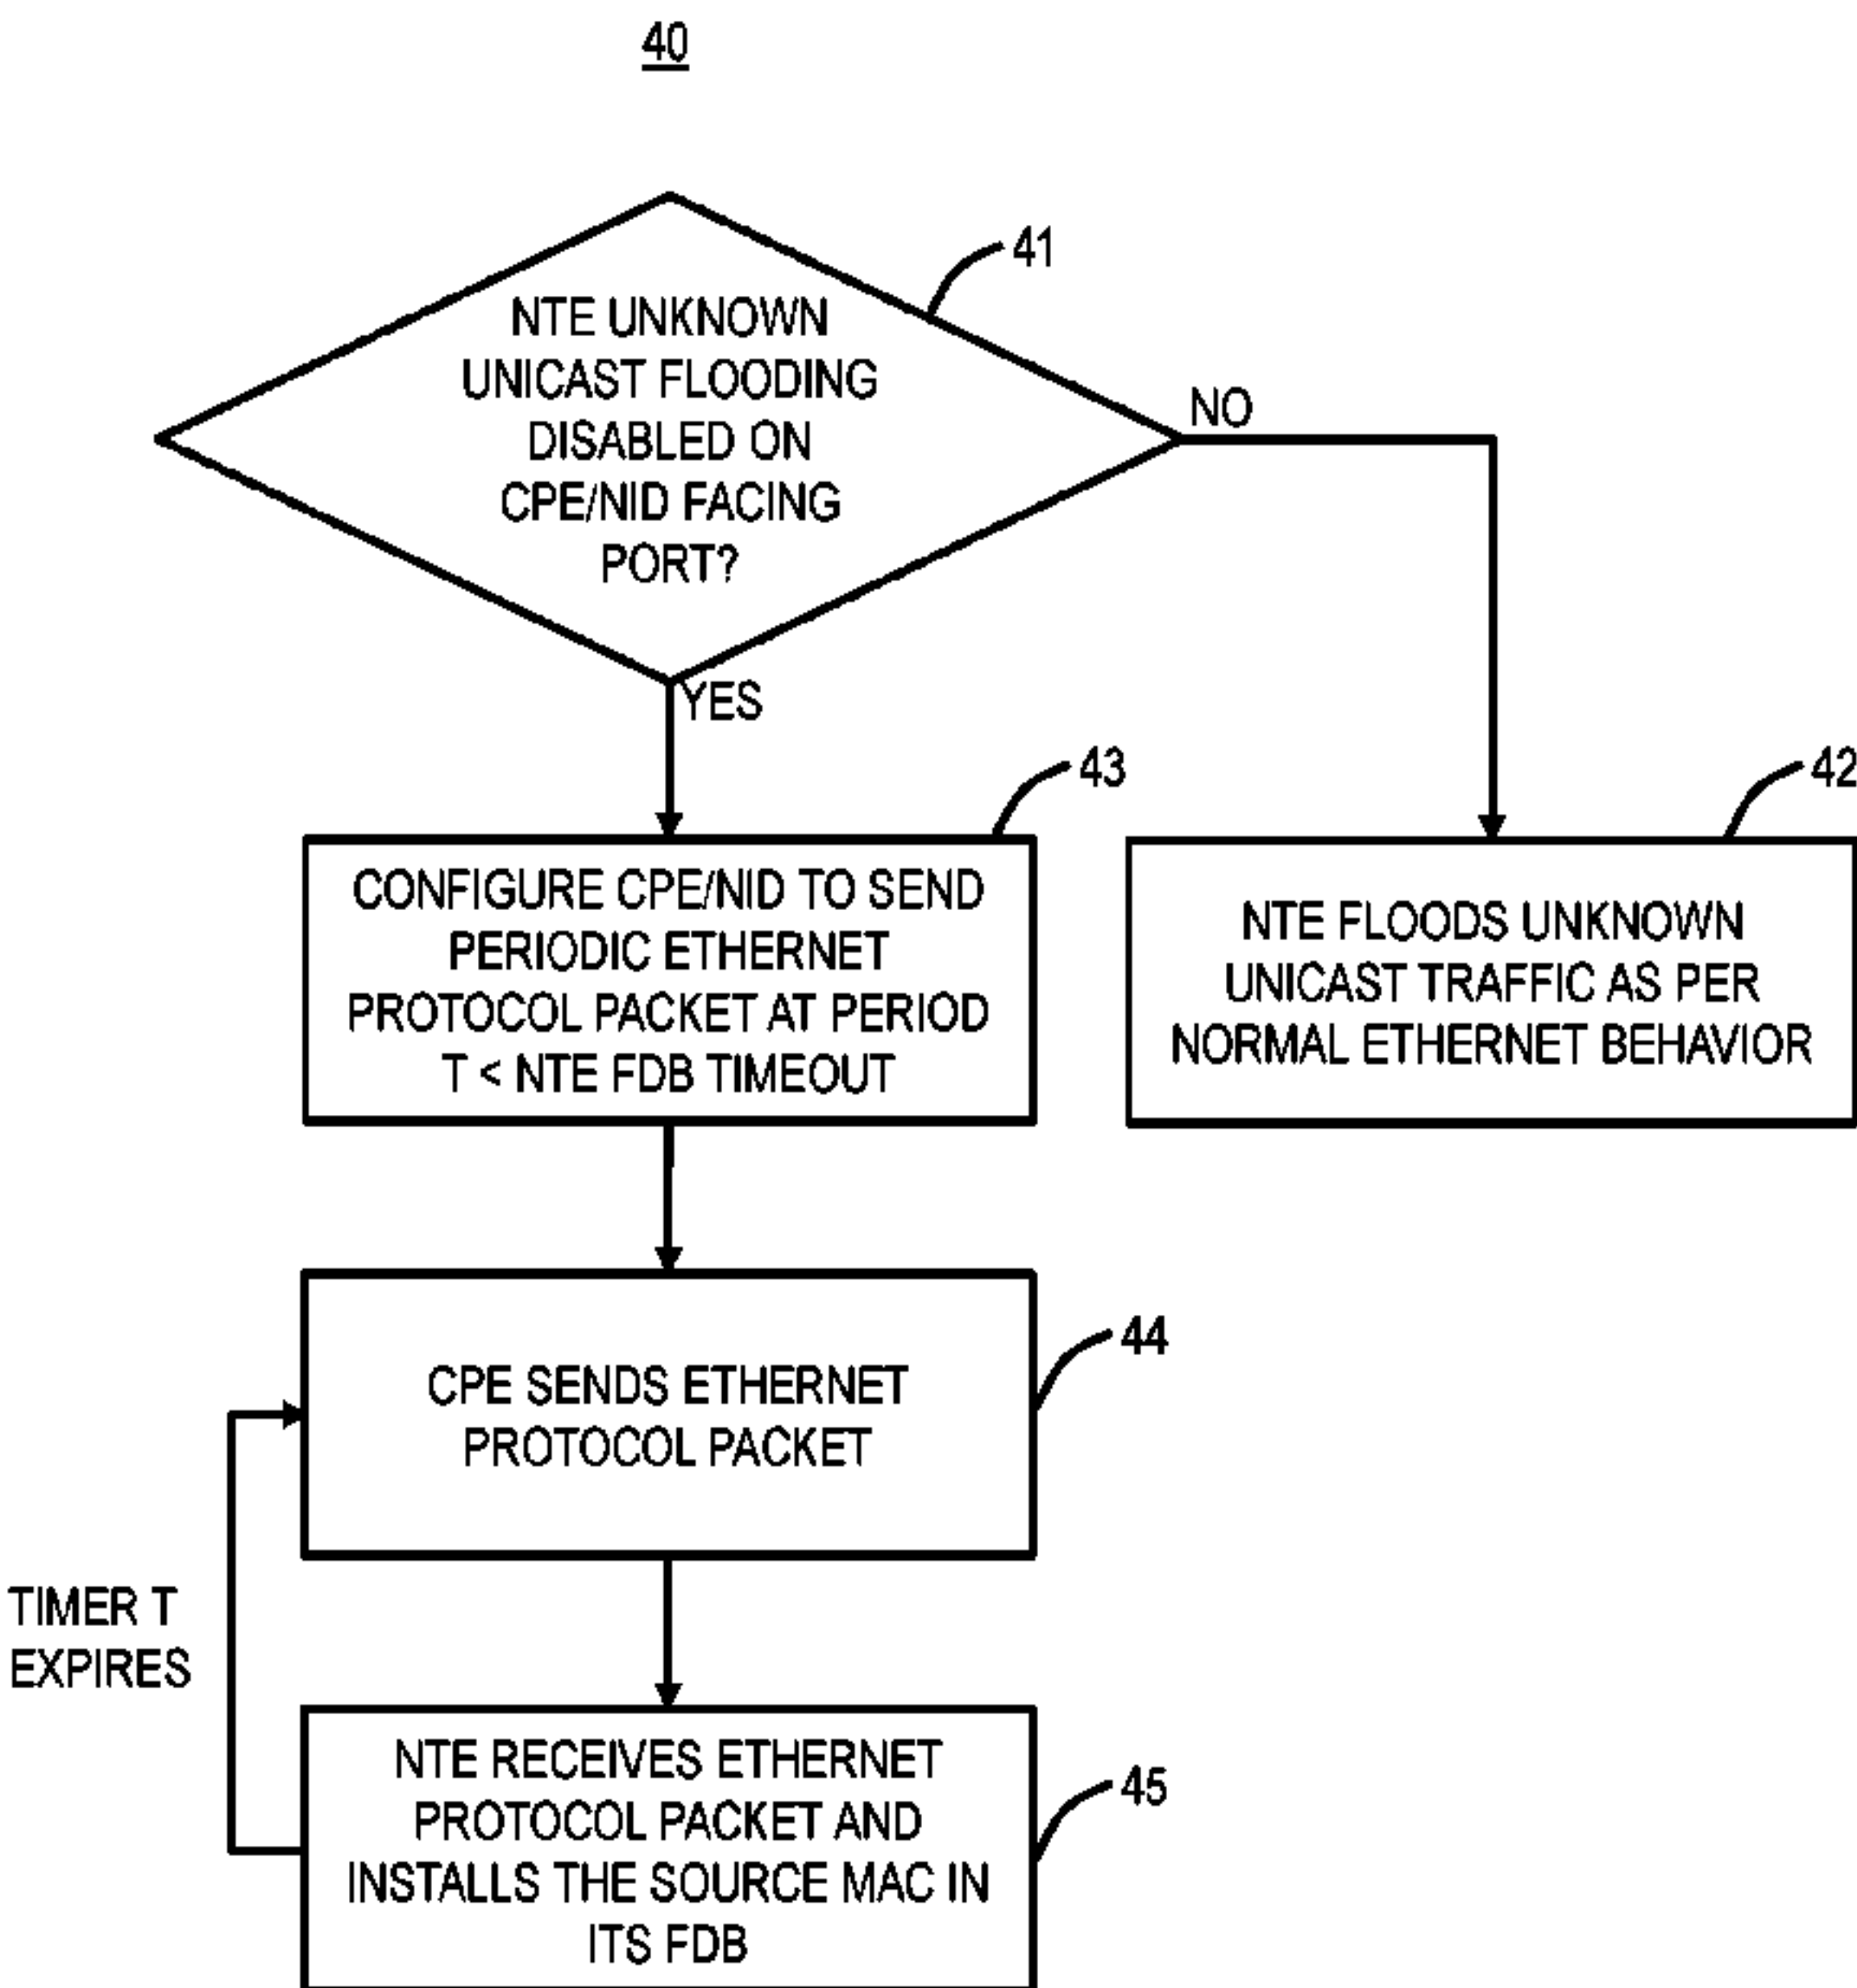 40
41
NTE UNKNOWN
UNICAST FLOODING
DISABLED ON
CPE/NID FACING
PORT?
NO
YES
43
42
CONFIGURE CPE/NID TO SEND
PERIODIC ETHERNET
PROTOCOL PACKET AT PERIOD
T < NTE FDB TIMEOUT
NTE FLOODS UNKNOWN
UNICAST TRAFFIC AS PER
NORMAL ETHERNET BEHAVIOR
44
CPE SENDS ETHERNET
PROTOCOL PACKET
TIMER T
EXPIRES
45
NTE RECEIVES ETHERNET
PROTOCOL PACKET AND
INSTALLS THE SOURCE MAC IN
ITS FDB